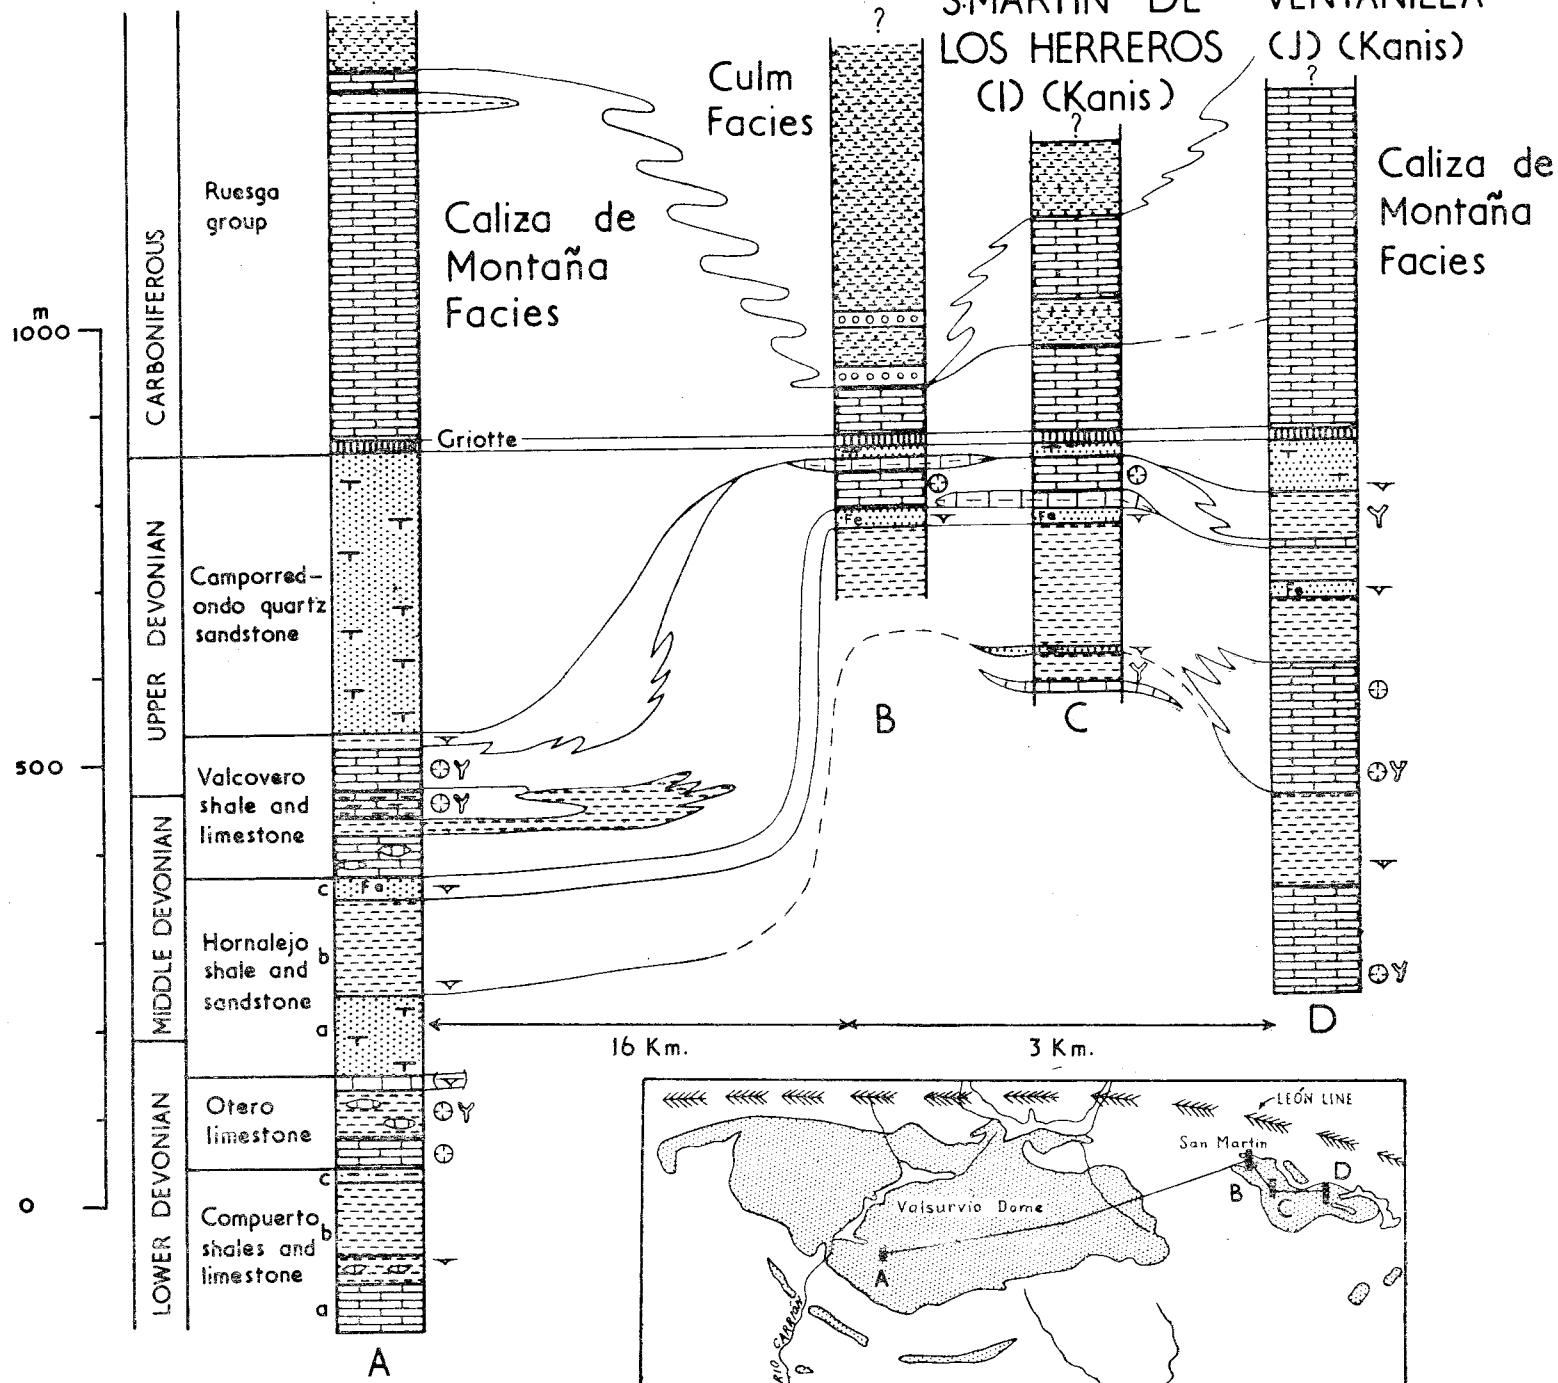 S.MARTIN DE
LOS HERREROS
(I) (Kanis)
VENTANILLA
(J) (Kanis)
?
?
?
Culm
Facies
Caliza de
Montaña
Facies
Caliza de
Montaña
Facies
m
1000
500
0
CARBONIFEROUS
UPPER DEVONIAN
MIDDLE DEVONIAN
LOWER DEVONIAN
Ruesga
group
Griotte
Camporred-
ondo quartz
sandstone
Valcovero
shale and
limestone
Hornalejo
shale and
sandstone
c
b
a
Otero
limestone
Compuerto
shales and
limestone
c
b
a
Fe
Fe
Fe
Fe
A
B
C
D
16 Km.
3 Km.
LEÓN LINE
San Martin
Valsurvio Dome
A
B
C
D
RIO CARRIÓN